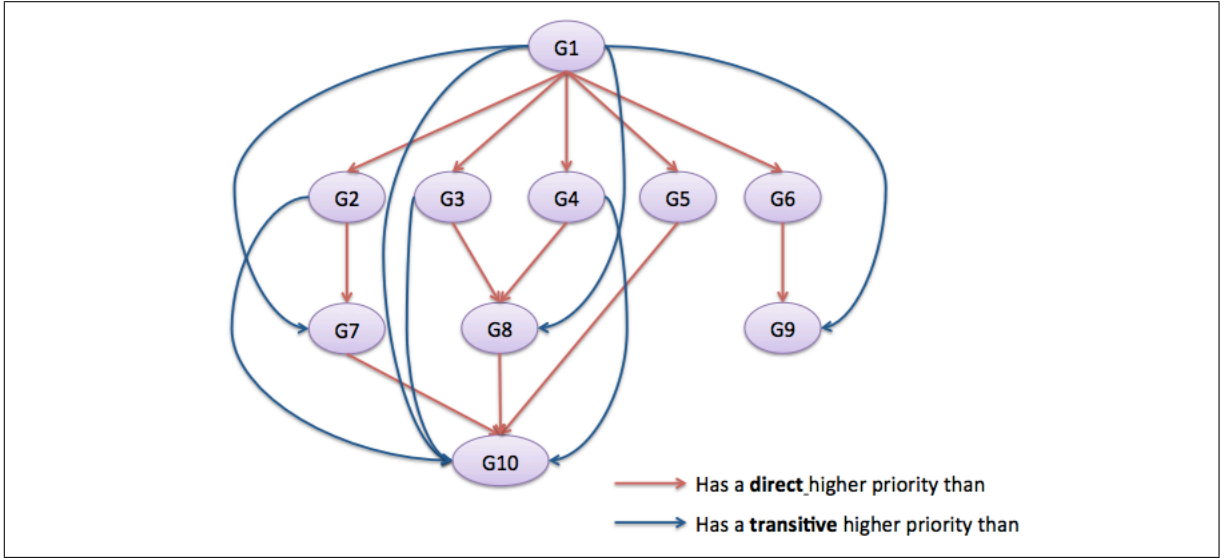 G1
G2
G3
G4
G5
G6
G7
G8
G9
G10
Has a direct higher priority than
Has a transitive higher priority than